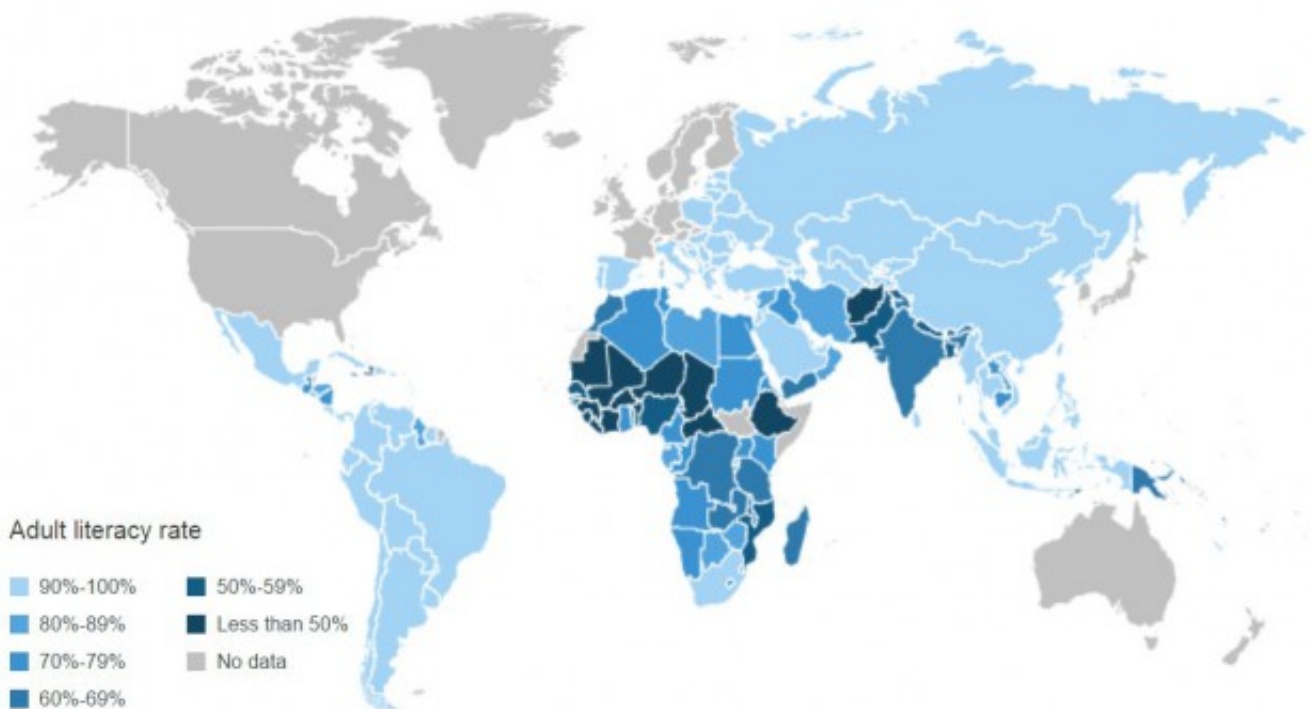 Adult literacy rate
90%-100%
80%-89%
70%-79%
60%-69%
50%-59%
Less than 50%
No data